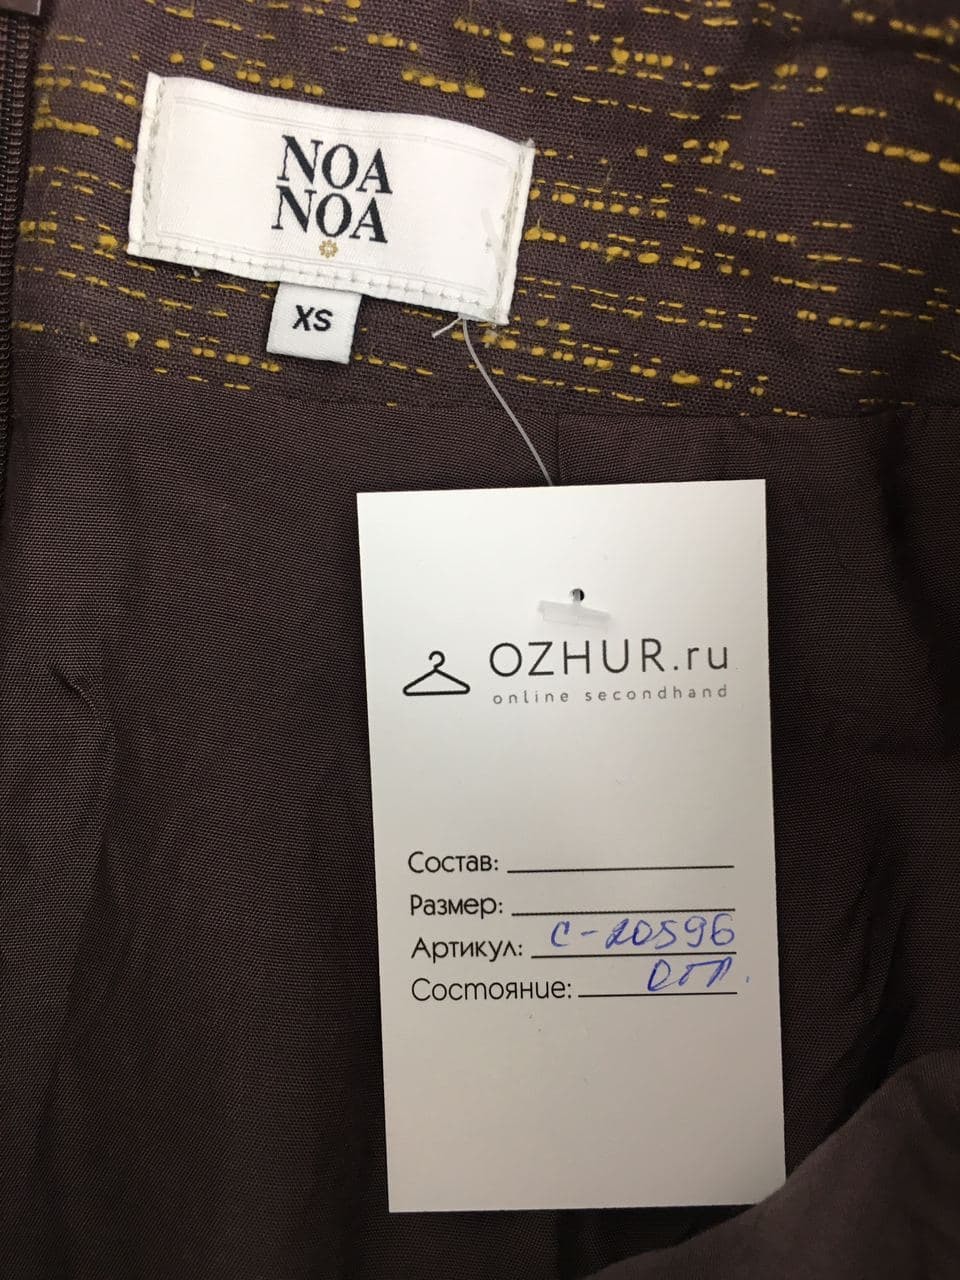 NOA
NOA
XS
OZHUR.ru
online secondhand
Состав:
Размер:
Артикул: С-20596
Состояние: отл.